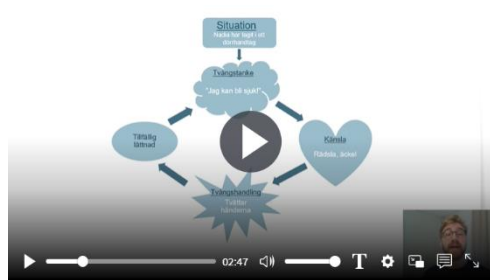 Situation
Nadia har tagit i ett
dörrhandtag
Tvångstanke
"Jag kan bli sjuk!"
Känsla
Rädsla, äckel
Tvångshandling
Tvättar
händerna
Tillfällig
lättnad
02:47
T